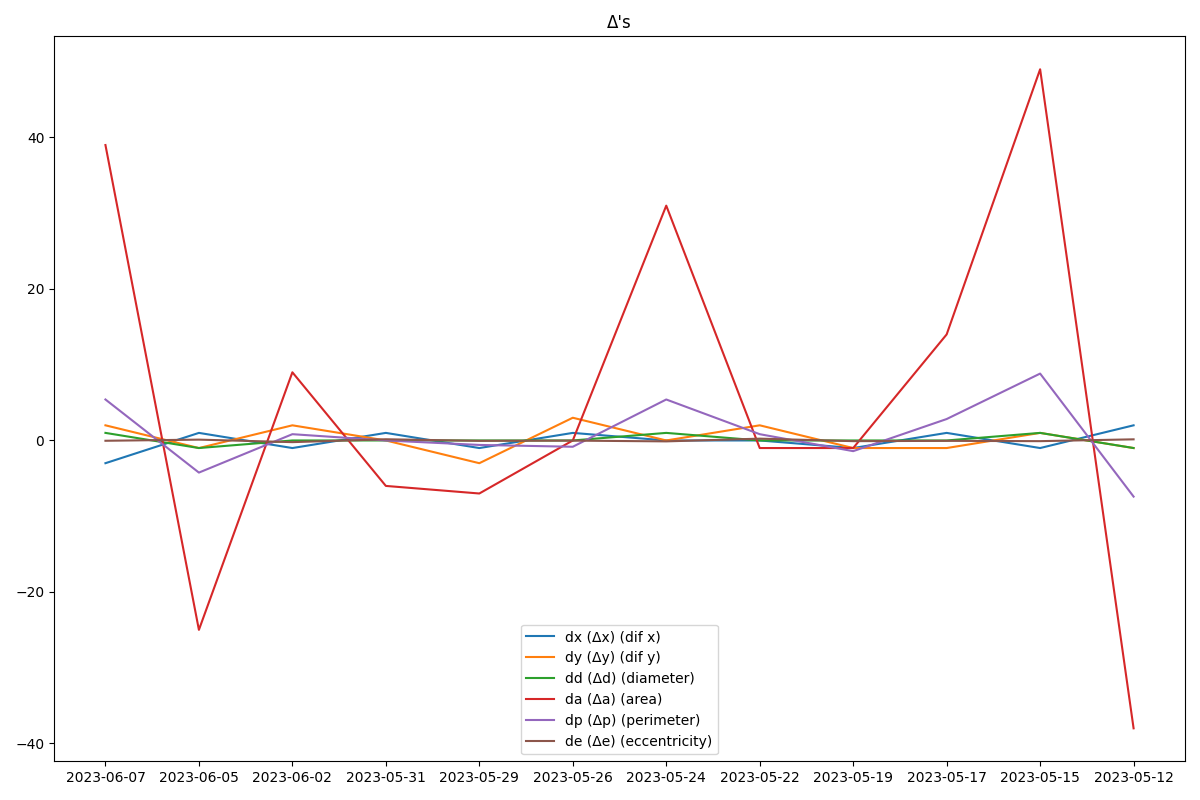 Δ's
40
20
0
−20
−40
dx (Δx) (dif x)
dy (Δy) (dif y)
dd (Δd) (diameter)
da (Δa) (area)
dp (Δp) (perimeter)
de (Δe) (eccentricity)
2023-06-07 2023-06-05 2023-06-02 2023-05-31 2023-05-29 2023-05-26 2023-05-24 2023-05-22 2023-05-19 2023-05-17 2023-05-15 2023-05-12